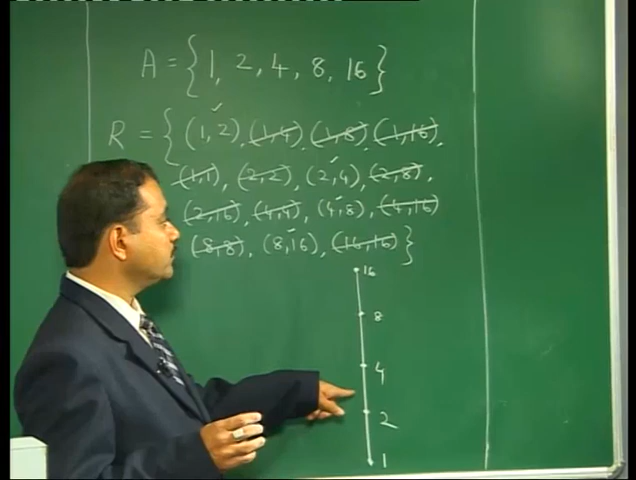 A = { 1, 2, 4, 8, 16 }
R = { (1,2), (1,4), (1,8), (1,16),
(1,1), (2,2), (2,4), (2,8),
(2,16), (4,4), (4,8), (4,16)
(8,8), (8,16), (16,16) }
16
8
4
2
1